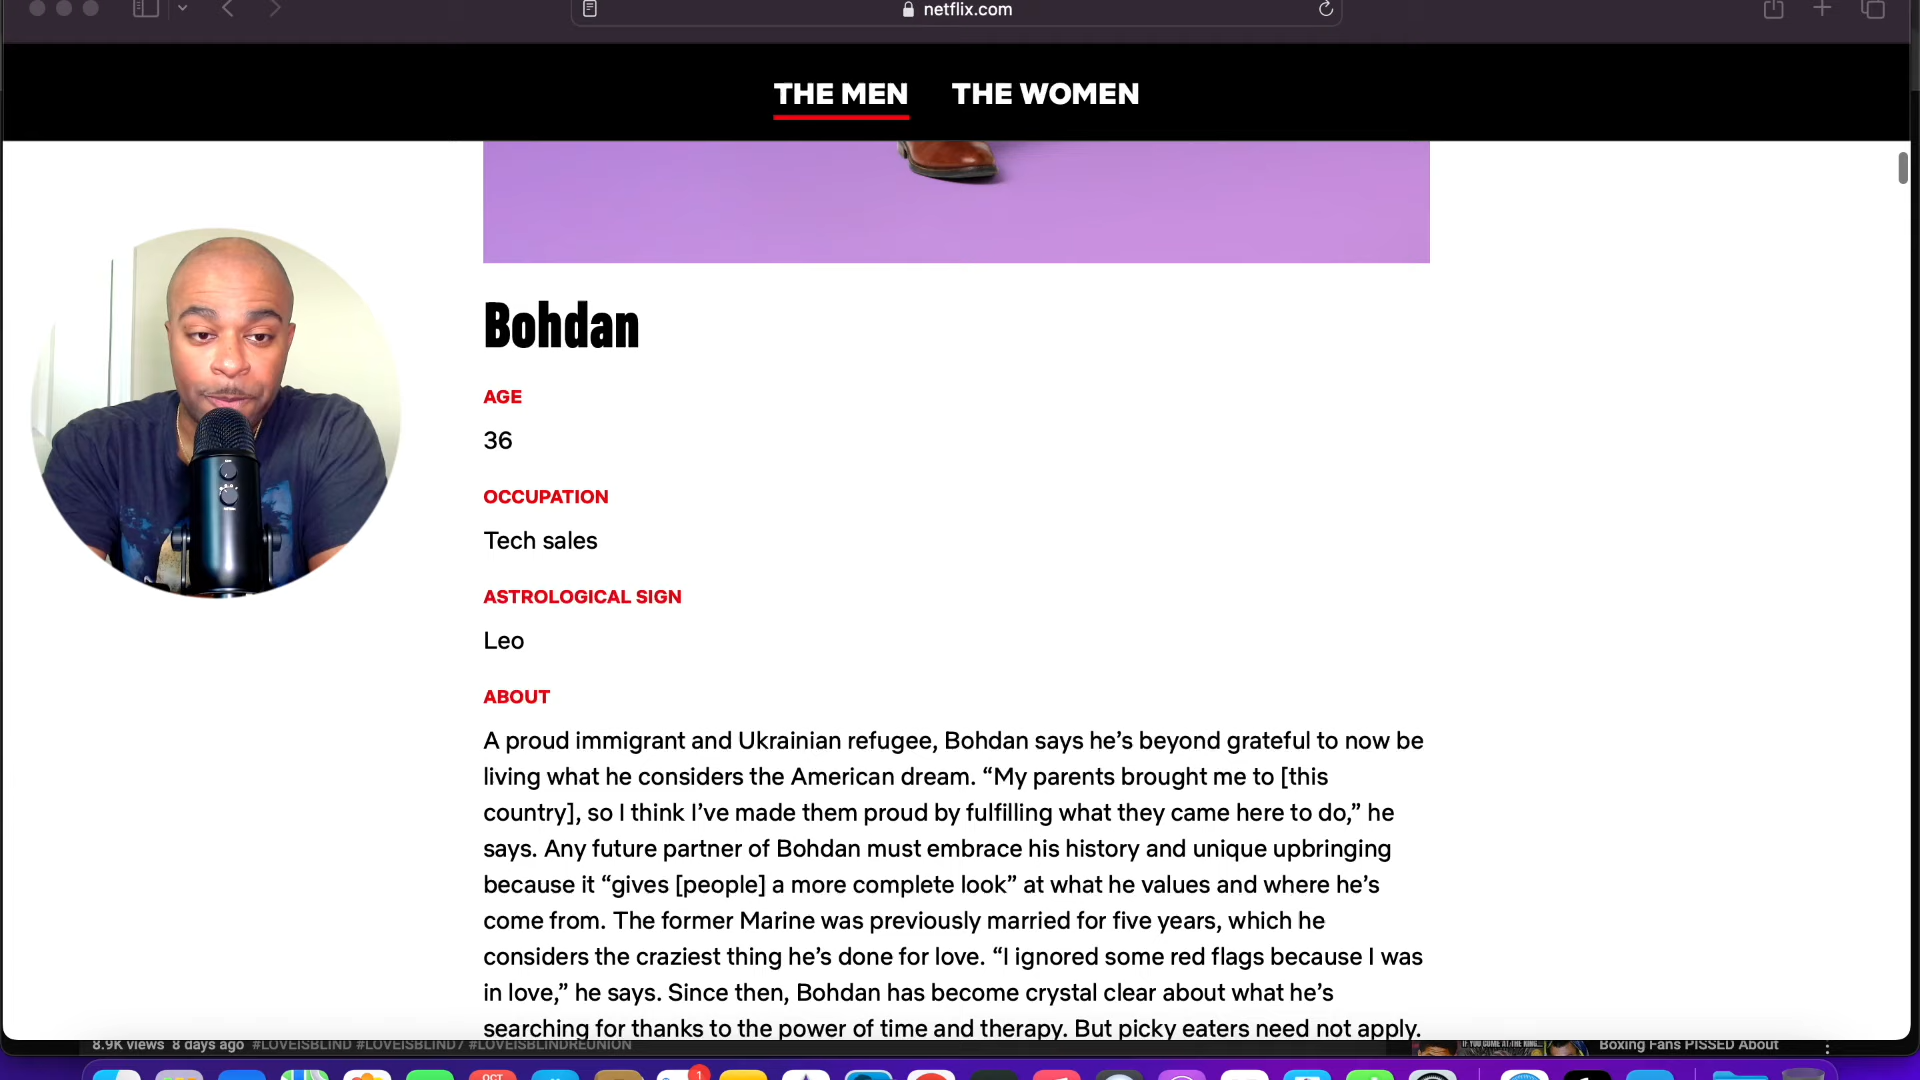 netflix.com
THE MEN THE WOMEN
Bohdan
AGE
36
OCCUPATION
Tech sales
ASTROLOGICAL SIGN
Leo
ABOUT
A proud immigrant and Ukrainian refugee, Bohdan says he’s beyond grateful to now be
living what he considers the American dream. “My parents brought me to [this
country], so I think I’ve made them proud by fulfilling what they came here to do,” he
says. Any future partner of Bohdan must embrace his history and unique upbringing
because it “gives [people] a more complete look” at what he values and where he’s
come from. The former Marine was previously married for five years, which he
considers the craziest thing he’s done for love. “I ignored some red flags because I was
in love,” he says. Since then, Bohdan has become crystal clear about what he’s
searching for thanks to the power of time and therapy. But picky eaters need not apply.
8.9K views 8 days ago #LOVEISBLIND #LOVEISBLIND7 #LOVEISBLINDREUNION
IF YOU COME AT THE KING...
Boxing Fans PISSED About
1
OCT